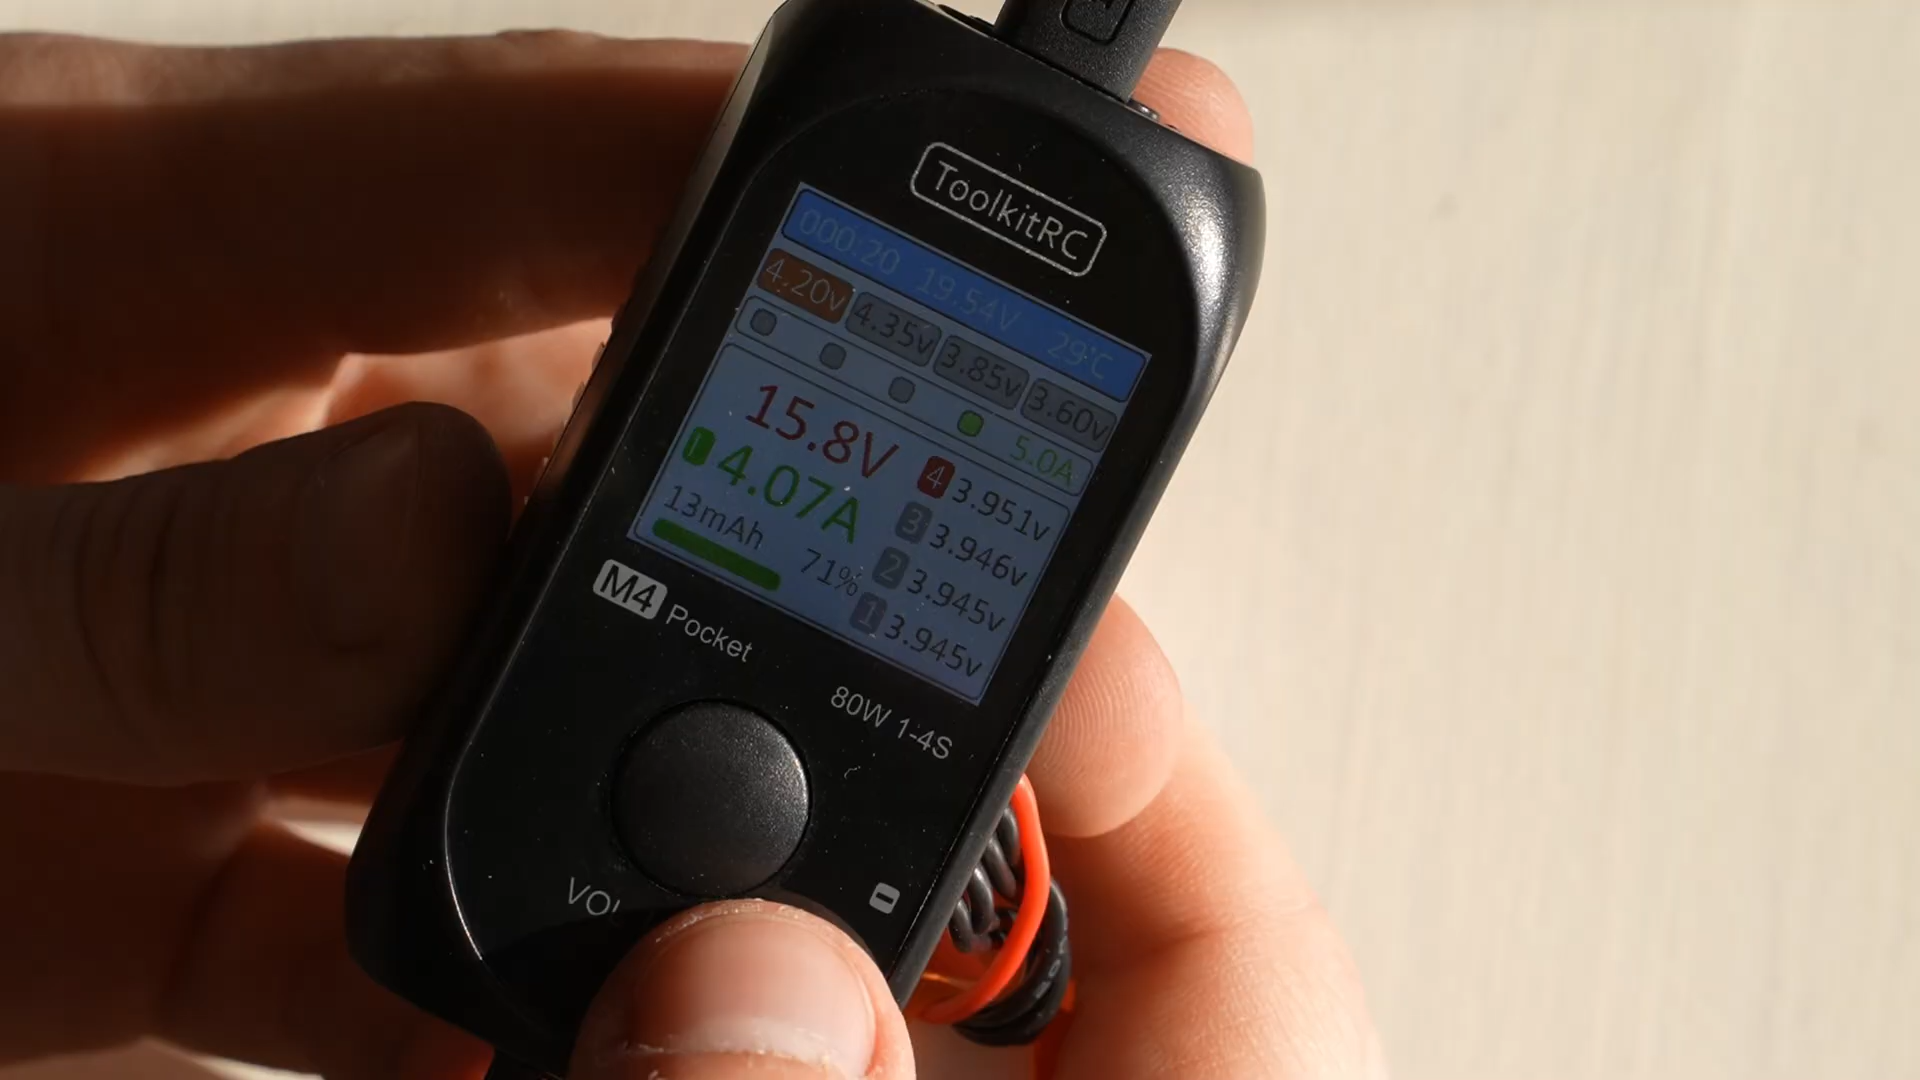 ToolkitRC
000:20 19.54V 29°C
4.20v 4.35v 3.85v 3.60v
5.0A
15.8V
4.07A
13mAh
71%
4 3.951v
3 3.946v
2 3.945v
1 3.945v
M4 Pocket
80W 1-4S